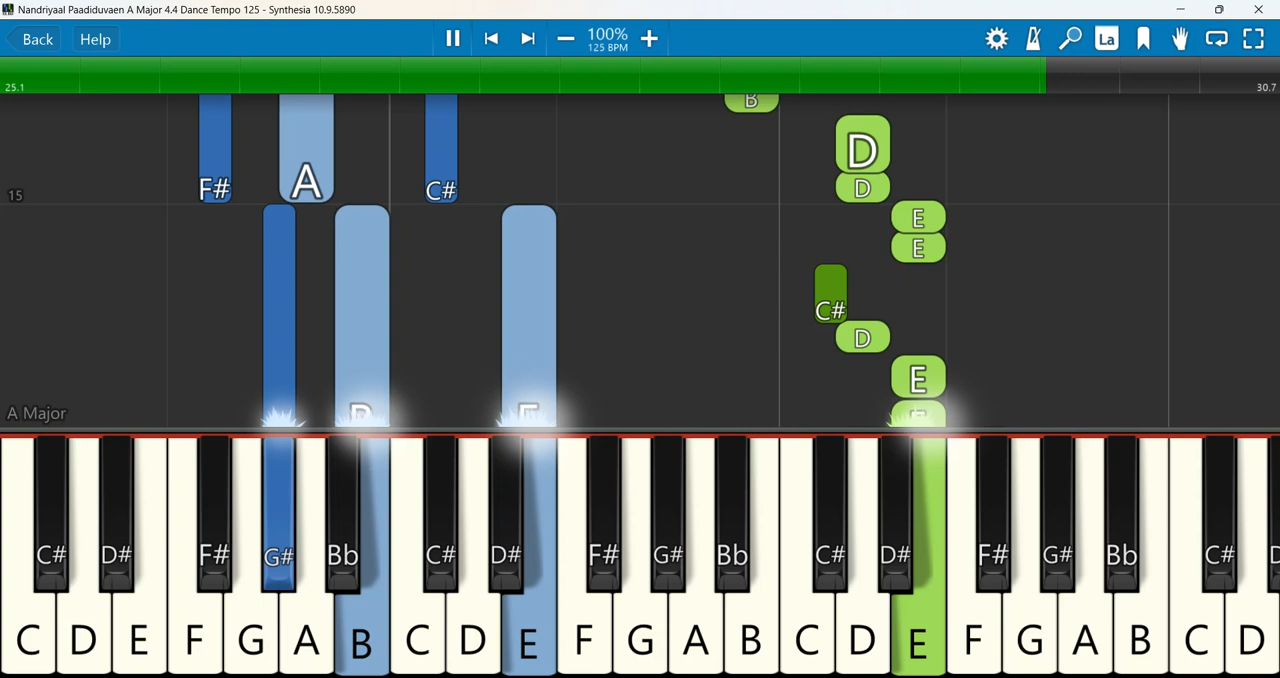 Nandriyaal Paadiduvaen A Major 4.4 Dance Tempo 125 - Synthesia 10.9.5890
Back Help 100% La
125 BPM
25.1 30.7
B
D
F# A C# D
15
E
E
C#
D
E
A Major
C# D# F# G# Bb C# D# F# G# Bb C# D# F# G# Bb C#
C D E F G A B C D E F G A B C D E F G A B C D